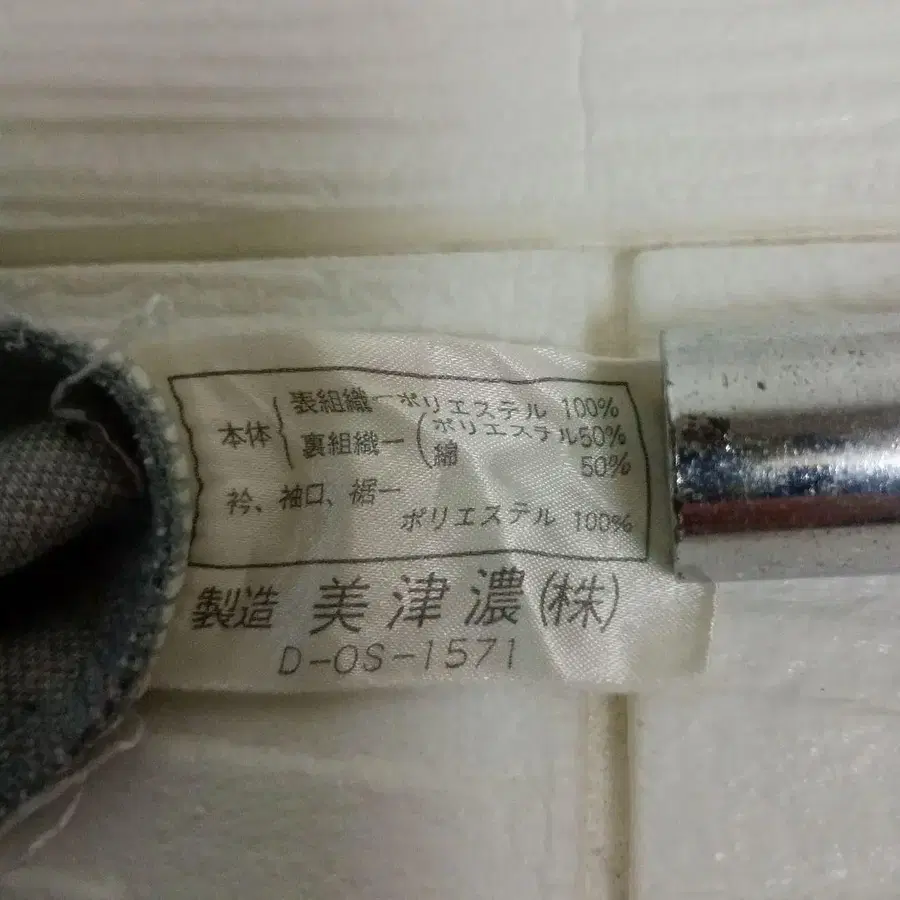 本体 表組織ーポリエステル 100%
裏組織ー ポリエステル50%
綿 50%
衿、袖口、裾ー
ポリエステル 100%
製造 美津濃(株)
D-OS-1571